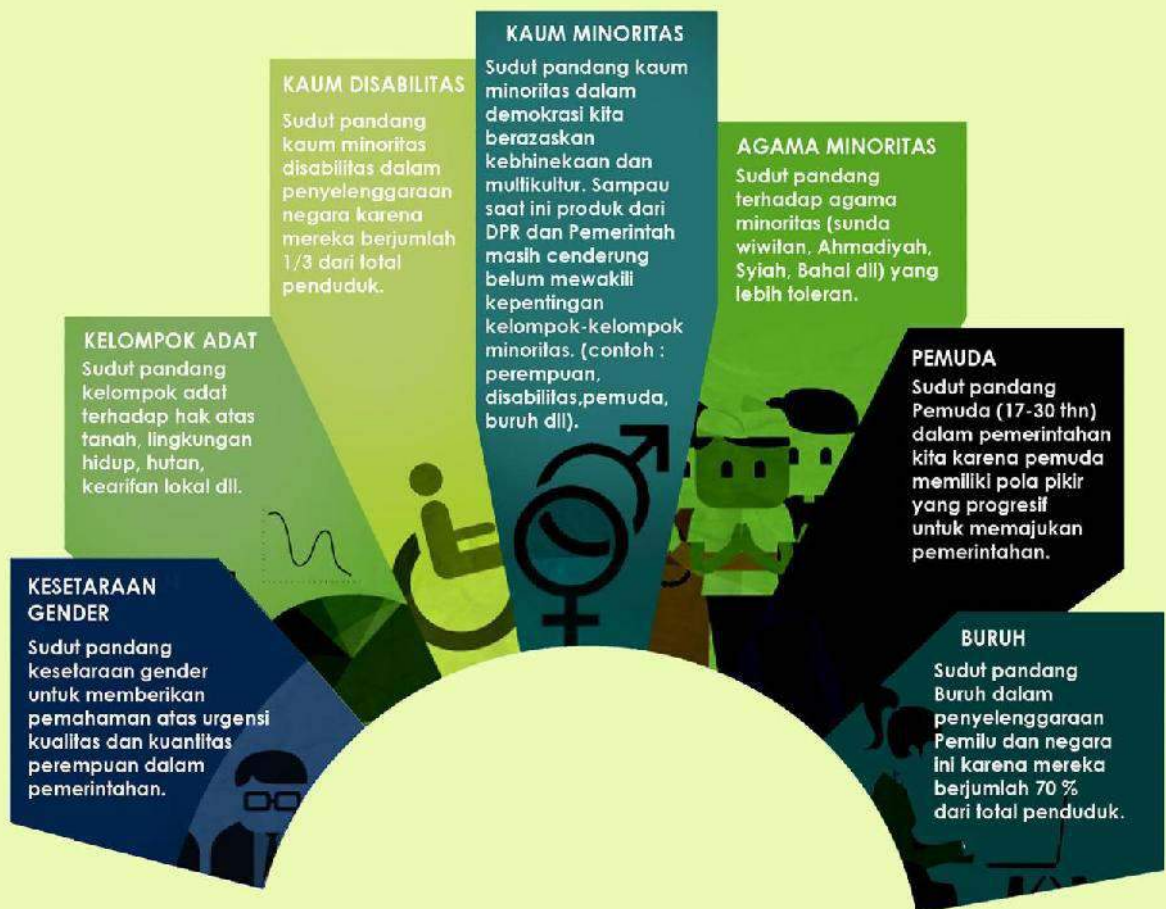 KESETARAAN
GENDER
Sudut pandang
kesetaraan gender
untuk memberikan
pemahaman atas urgensi
kualitas dan kuantitas
perempuan dalam
pemerintahan.
KELOMPOK ADAT
Sudut pandang
kelompok adat
terhadap hak atas
tanah, lingkungan
hidup, hutan,
kearifan lokal dll.
KAUM DISABILITAS
Sudut pandang
kaum minoritas
disabilitas dalam
penyelenggaraan
negara karena
mereka berjumlah
1/3 dari total
penduduk.
KAUM MINORITAS
Sudut pandang kaum
minoritas dalam
demokrasi kita
berazaskan
kebhinekaan dan
multikultur. Sampau
saat ini produk dari
DPR dan Pemerintah
masih cenderung
belum mewakili
kepentingan
kelompok-kelompok
minoritas. (contoh :
perempuan,
disabilitas,pemuda,
buruh dll).
AGAMA MINORITAS
Sudut pandang
terhadap agama
minoritas (sunda
wiwitan, Ahmadiyah,
Syiah, Bahai dll) yang
lebih toleran.
PEMUDA
Sudut pandang
Pemuda (17-30 thn)
dalam pemerintahan
kita karena pemuda
memiliki pola pikir
yang progresif
untuk memajukan
pemerintahan.
BURUH
Sudut pandang
Buruh dalam
penyelenggaraan
Pemilu dan negara
ini karena mereka
berjumlah 70 %
dari total penduduk.